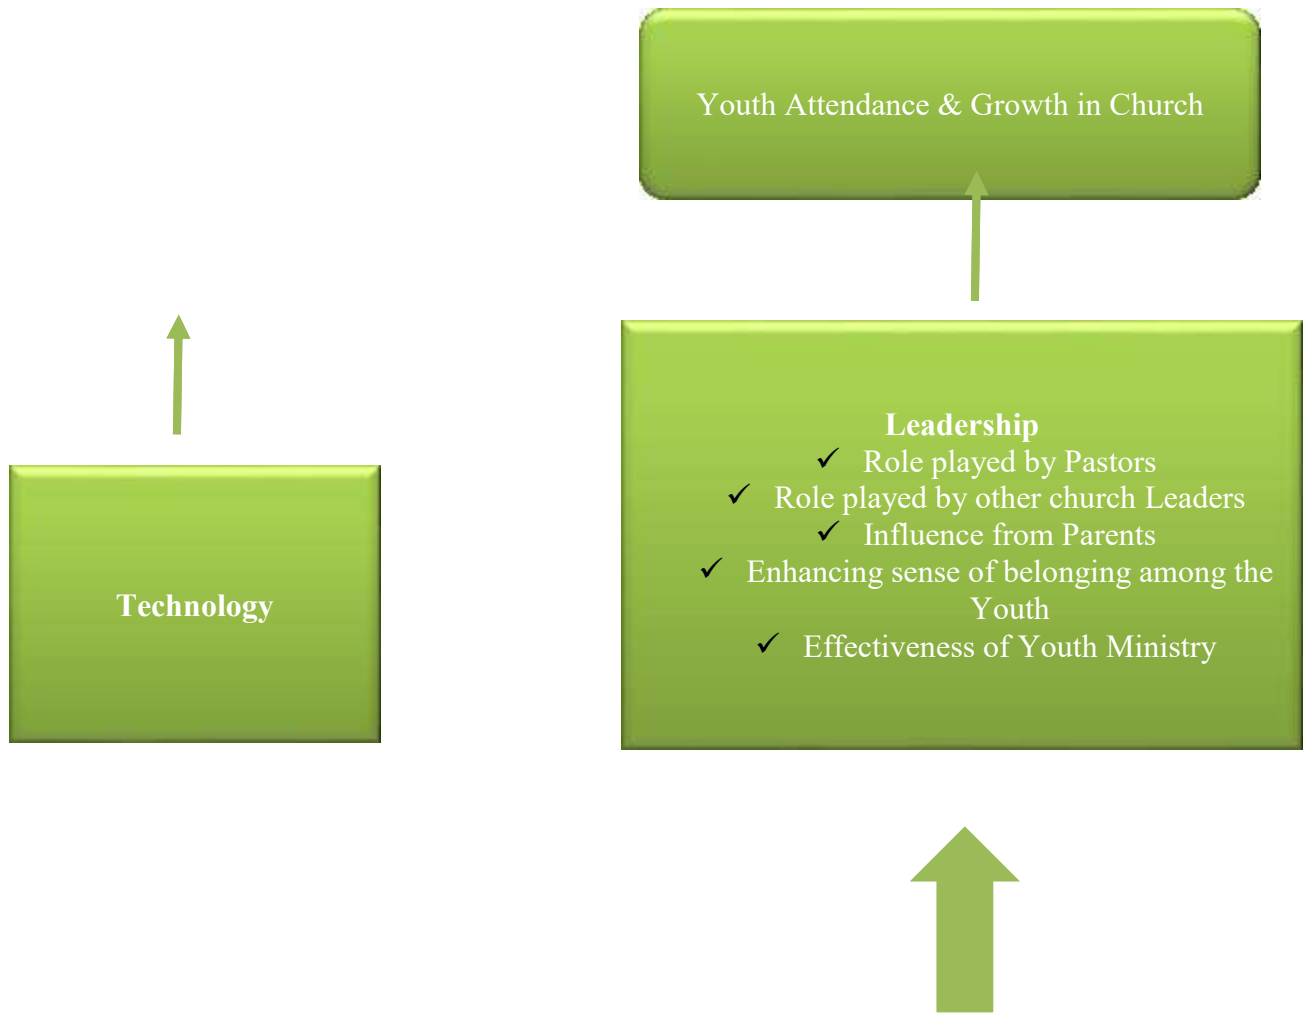 Youth Attendance & Growth in Church
Leadership
✓ Role played by Pastors
✓ Role played by other church Leaders
✓ Influence from Parents
✓ Enhancing sense of belonging among the
Youth
✓ Effectiveness of Youth Ministry
Technology